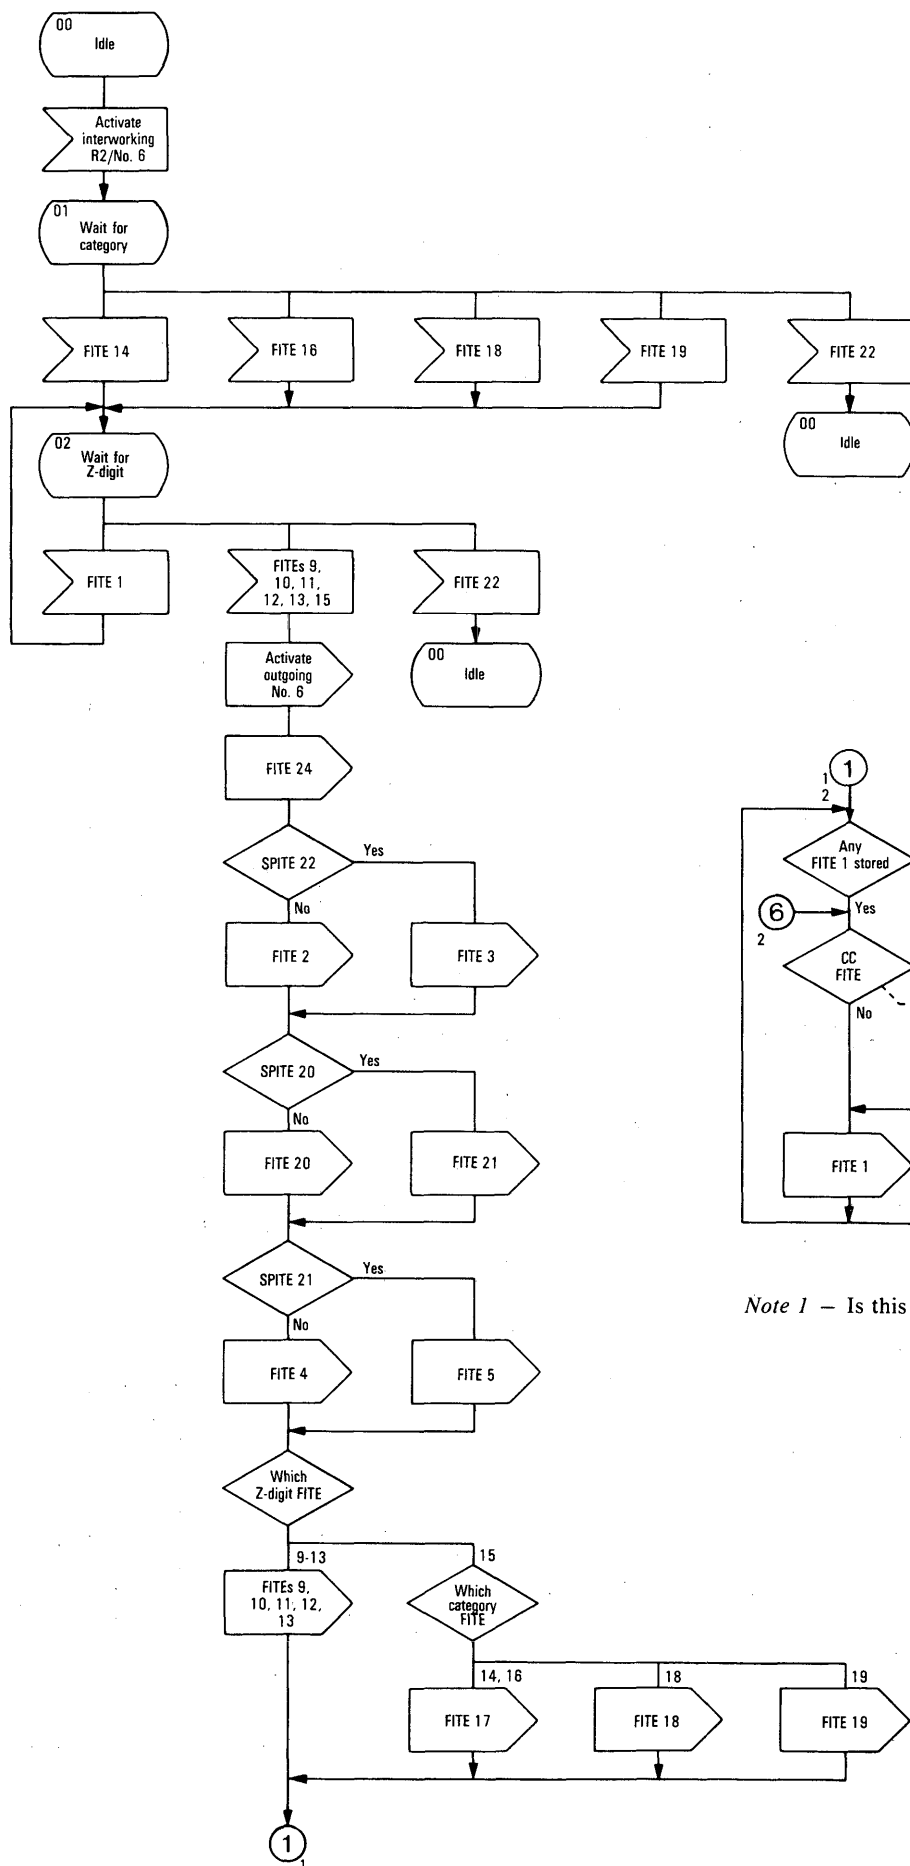 00
Idle
Activate
interworking
R2/No. 6
01
Wait for
category
FITE 14
FITE 16
FITE 18
FITE 19
FITE 22
00
Idle
02
Wait for
Z-digit
FITE 1
FITEs 9,
10, 11,
12, 13, 15
FITE 22
Activate
outgoing
No. 6
00
Idle
FITE 24
SPITE 22
Yes
No
FITE 2
FITE 3
SPITE 20
Yes
No
FITE 20
FITE 21
SPITE 21
Yes
No
FITE 4
FITE 5
Which
Z-digit FITE
9-13
15
FITEs 9,
10, 11, 12,
13
Which
category
FITE
14, 16
18
19
FITE 17
FITE 18
FITE 19
1
1
1
1
2
Any
FITE 1 stored
Yes
6
2
CC
FITE
No
FITE 1
Note 1 – Is this